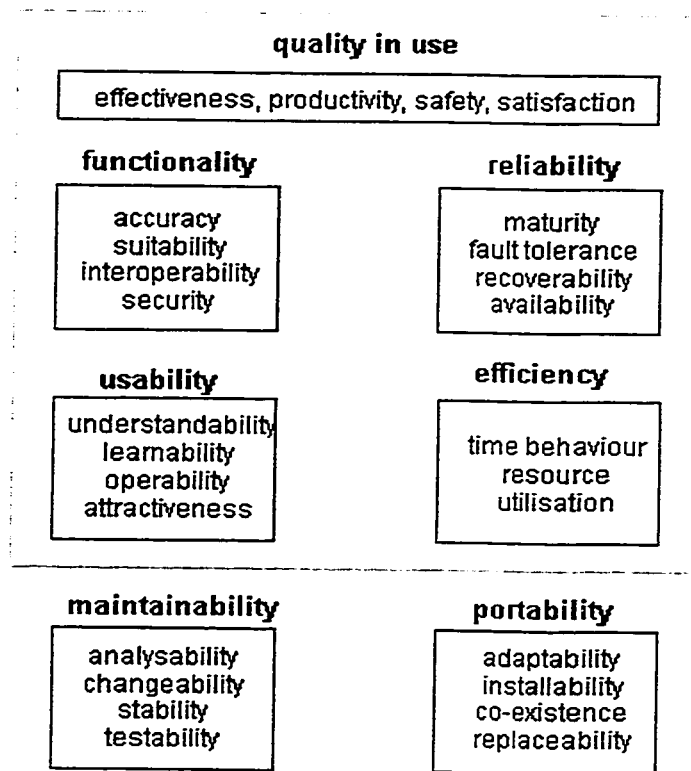 quality in use
effectiveness, productivity, safety, satisfaction
functionality
accuracy
suitability
interoperability
security
reliability
maturity
fault tolerance
recoverability
availability
usability
understandability
learnability
operability
attractiveness
efficiency
time behaviour
resource
utilisation
maintainability
analysability
changeability
stability
testability
portability
adaptability
installability
co-existence
replaceability